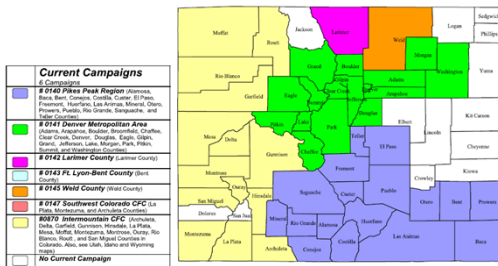 Current Campaigns
6 Campaigns
# 0140 Pikes Peak Region (Alamosa,
Baca, Bent, Conejos, Costilla, Custer, El Paso,
Freemont, Huerfano, Las Animas, Mineral, Otero,
Prowers, Pueblo, Rio Grande, Sanguache, and
Teller Counties)
# 0141 Denver Metropolitan Area
(Adams, Arapahoe, Boulder, Broomfield, Chaffee,
Clear Creek, Denver, Douglas, Eagle, Gilpin,
Grand, Jefferson, Lake, Morgan, Park, Pitkin,
Summit, and Washington Counties)
# 0142 Larimer County (Larimer County)
# 0143 Ft. Lyon-Bent County (Bent
County)
# 0145 Weld County (Weld County)
# 0147 Southwest Colorado CFC (La
Plata, Montezuma, and Archuleta Counties)
#0870 Intermountain CFC (Archuleta,
Delta, Garfield, Gunnison, Hinsdale, La Plata,
Mesa, Moffat, Montezuma, Montrose, Ouray, Rio
Blanco, Routt, and San Miguel Counties in
Colorado. Also, see Utah, Idaho and Wyoming
maps)
No Current Campaign
Moffat
Routt
Jackson
Larimer
Weld
Logan
Sedgwick
Phillips
Morgan
Washington
Yuma
Rio Blanco
Grand
Boulder
Adams
Arapahoe
Garfield
Eagle
Summit
Clear Creek
Jefferson
Douglas
Elbert
Lincoln
Kit Carson
Pitkin
Lake
Park
Mesa
Delta
Gunnison
Chaffee
Teller
El Paso
Cheyenne
Kiowa
Montrose
Ouray
San Miguel
Hinsdale
Saguache
Fremont
Custer
Pueblo
Crowley
Otero
Bent
Prowers
Dolores
San Juan
Mineral
Rio Grande
Alamosa
Huerfano
Montezuma
La Plata
Archuleta
Conejos
Costilla
Las Animas
Baca